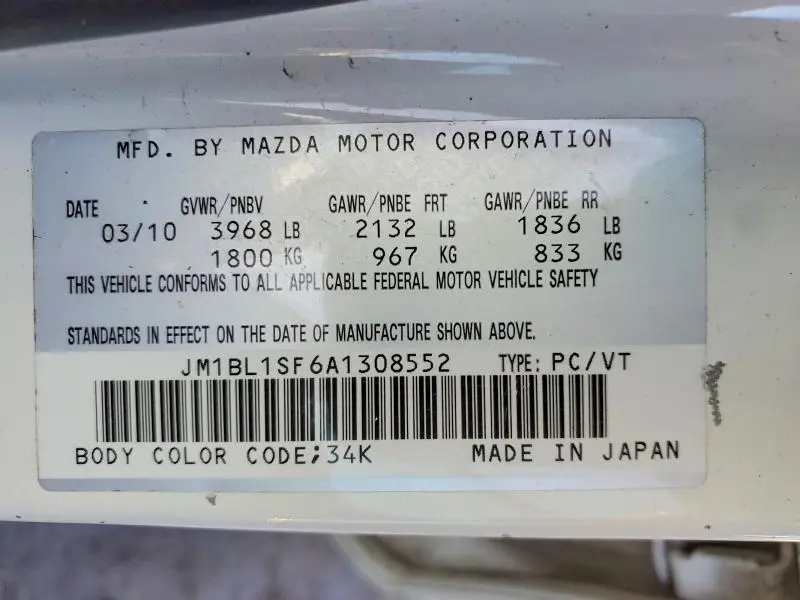 MFD. BY MAZDA MOTOR CORPORATION
DATE GVWR/PNBV GAWR/PNBE FRT GAWR/PNBE RR
03/10 3968 LB 2132 LB 1836 LB
1800 KG 967 KG 833 KG
THIS VEHICLE CONFORMS TO ALL APPLICABLE FEDERAL MOTOR VEHICLE SAFETY
STANDARDS IN EFFECT ON THE DATE OF MANUFACTURE SHOWN ABOVE.
JM1BL1SF6A1308552 TYPE: PC/VT
BODY COLOR CODE;34K MADE IN JAPAN